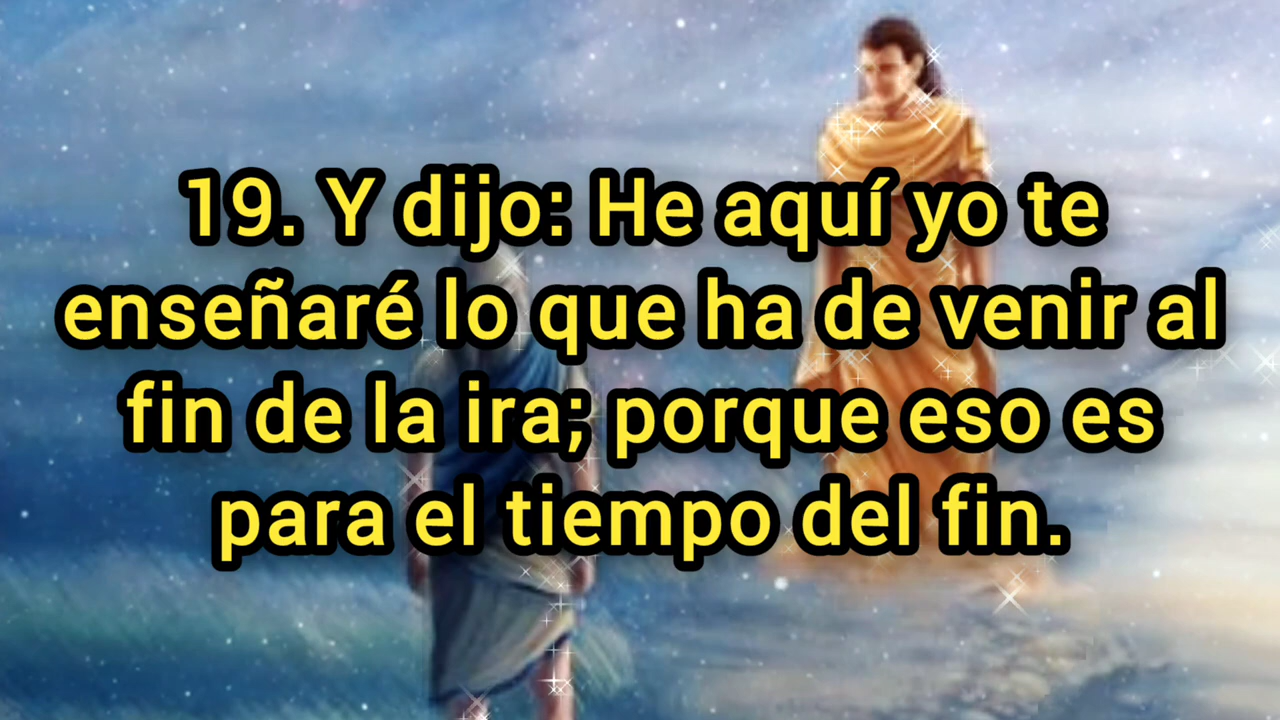 19. Y dijo: He aquí yo te
enseñaré lo que ha de venir al
fin de la ira; porque eso es
para el tiempo del fin.